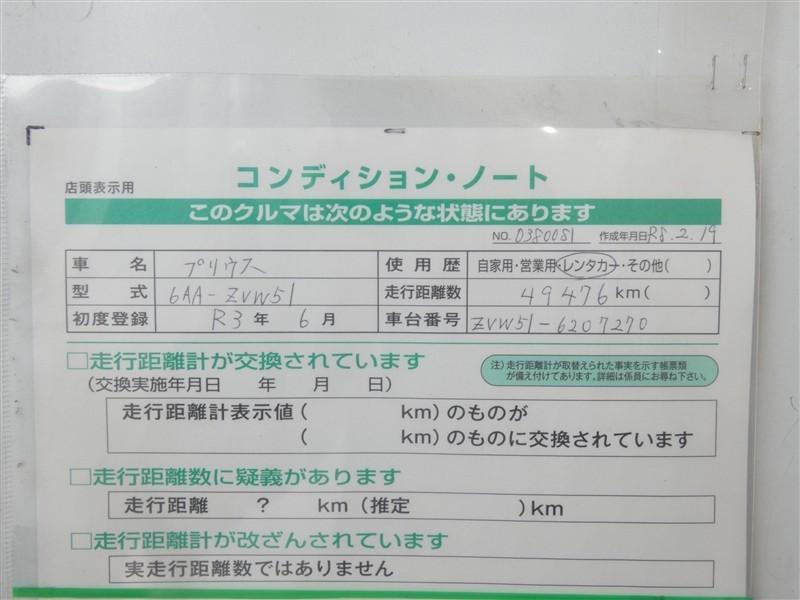 店頭表示用
コンディション・ノート
このクルマは次のような状態にあります
NO. 0380081 作成年月日R8.2.19
車名 プリウス 使用歴 自家用・営業用・レンタカー・その他( )
型式 6AA-ZVW51 走行距離数 49476km( )
初度登録 R3年 6月 車台番号 ZVW51-6207270
□走行距離計が交換されています
(交換実施年月日 年 月 日)
注)走行距離計が取替えられた事実を示す帳票類
が備え付けてあります。詳細は係員にお尋ね下さい。
走行距離計表示値( km)のものが
( km)のものに交換されています
□走行距離数に疑義があります
走行距離 ? km(推定 )km
□走行距離計が改ざんされています
実走行距離数ではありません